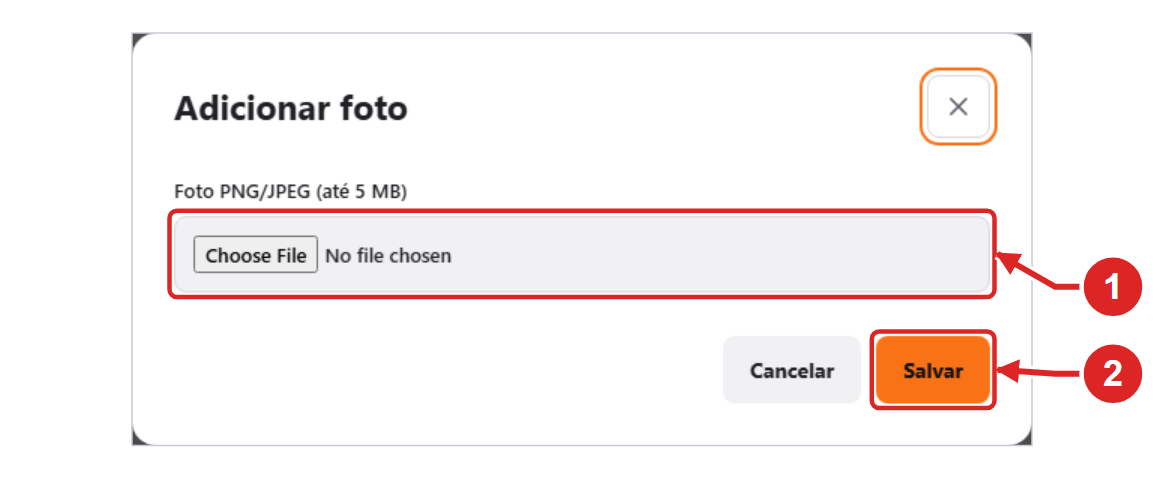 Adicionar foto
Foto PNG/JPEG (até 5 MB)
Choose File No file chosen
1
Cancelar Salvar
2